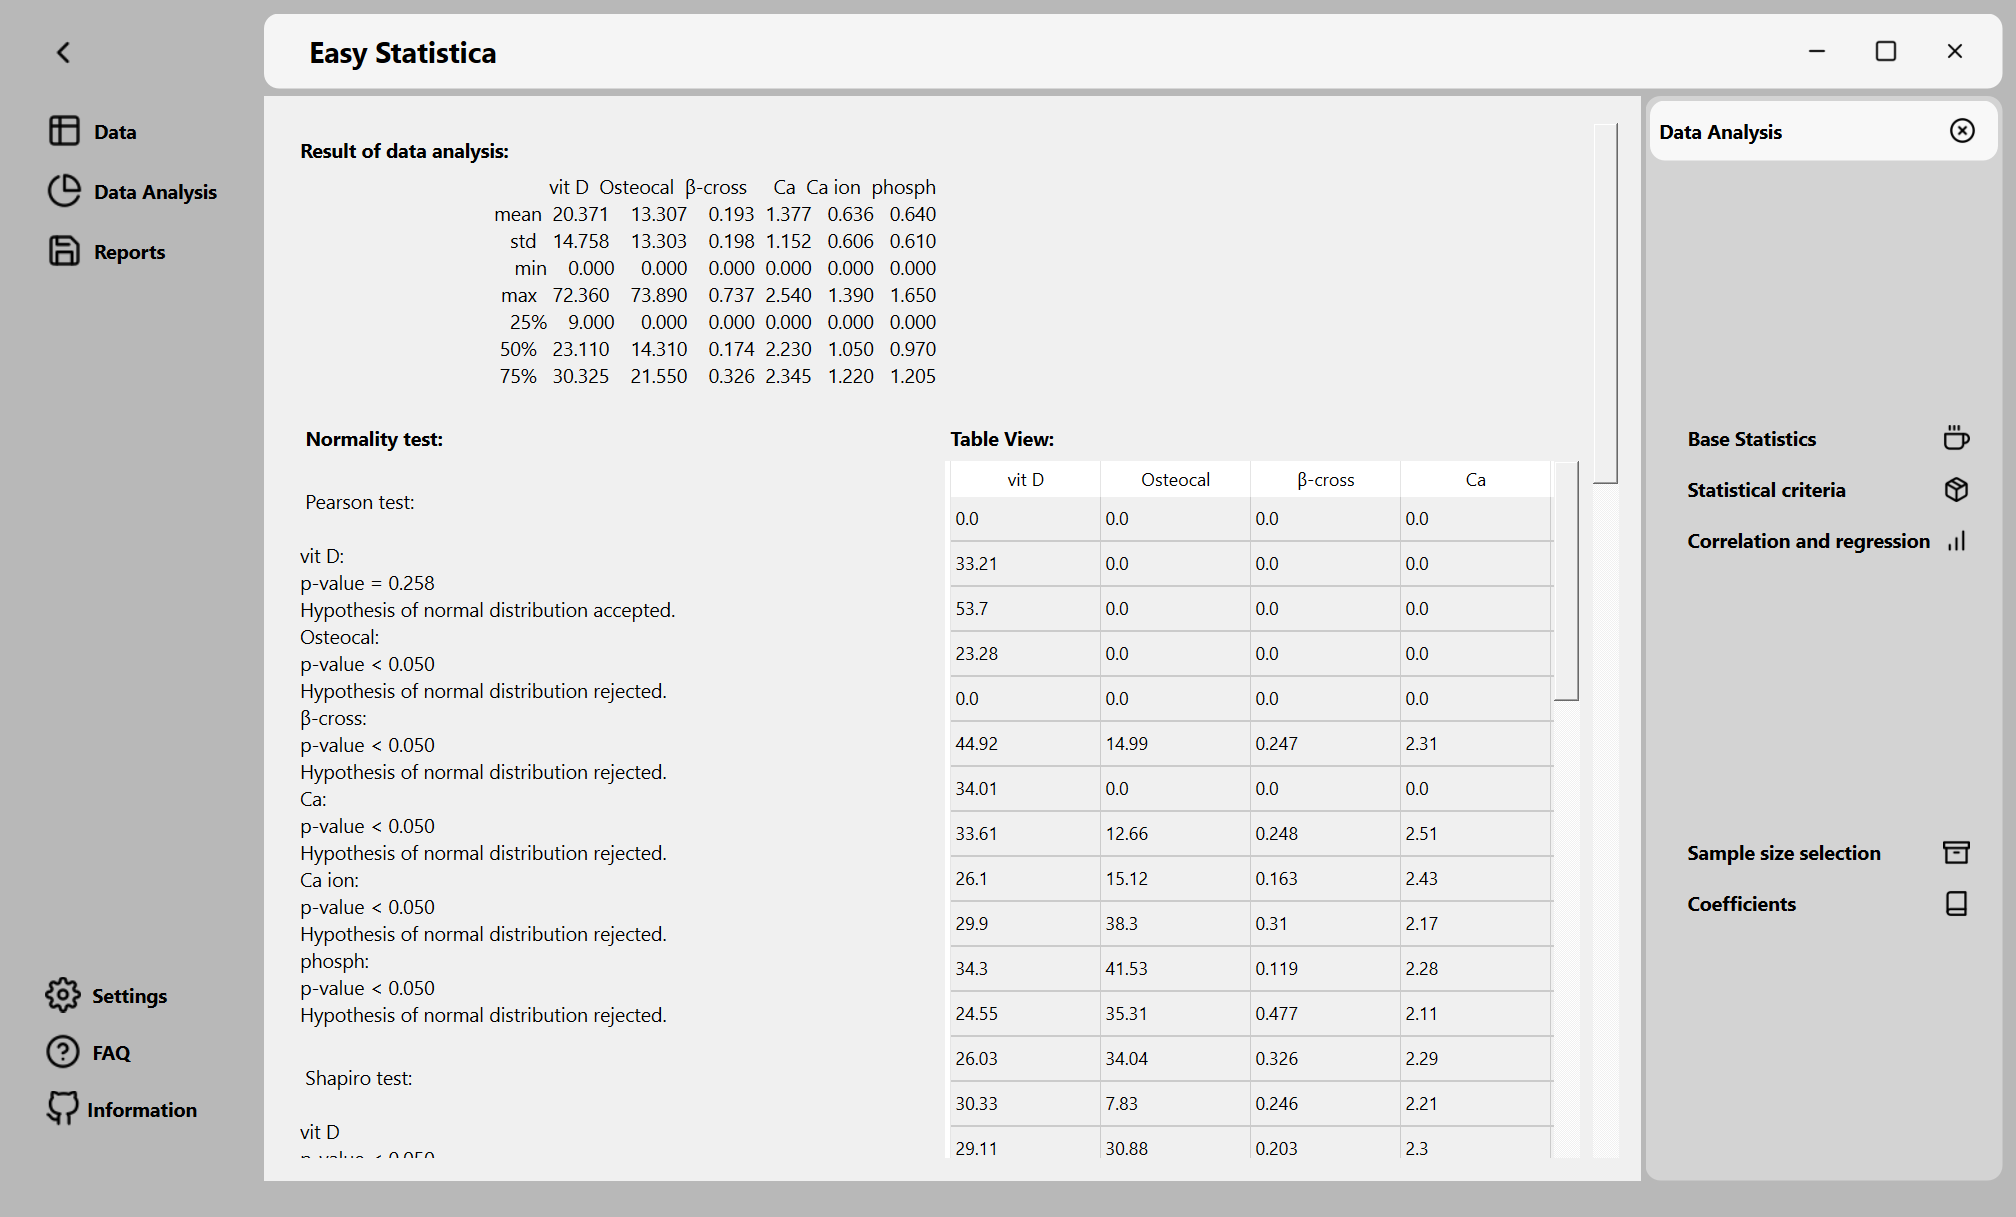 Easy Statistica
Data
Data Analysis
Reports
Settings
FAQ
Information
Result of data analysis:
vit D Osteocal β-cross Ca Ca ion phosph
mean 20.371 13.307 0.193 1.377 0.636 0.640
std 14.758 13.303 0.198 1.152 0.606 0.610
min 0.000 0.000 0.000 0.000 0.000 0.000
max 72.360 73.890 0.737 2.540 1.390 1.650
25% 9.000 0.000 0.000 0.000 0.000 0.000
50% 23.110 14.310 0.174 2.230 1.050 0.970
75% 30.325 21.550 0.326 2.345 1.220 1.205
Normality test:
Pearson test:
vit D:
p-value = 0.258
Hypothesis of normal distribution accepted.
Osteocal:
p-value < 0.050
Hypothesis of normal distribution rejected.
β-cross:
p-value < 0.050
Hypothesis of normal distribution rejected.
Ca:
p-value < 0.050
Hypothesis of normal distribution rejected.
Ca ion:
p-value < 0.050
Hypothesis of normal distribution rejected.
phosph:
p-value < 0.050
Hypothesis of normal distribution rejected.
Shapiro test:
vit D
p-value < 0.050
Table View:
vit D Osteocal β-cross Ca
0.0 0.0 0.0 0.0
33.21 0.0 0.0 0.0
53.7 0.0 0.0 0.0
23.28 0.0 0.0 0.0
0.0 0.0 0.0 0.0
44.92 14.99 0.247 2.31
34.01 0.0 0.0 0.0
33.61 12.66 0.248 2.51
26.1 15.12 0.163 2.43
29.9 38.3 0.31 2.17
34.3 41.53 0.119 2.28
24.55 35.31 0.477 2.11
26.03 34.04 0.326 2.29
30.33 7.83 0.246 2.21
29.11 30.88 0.203 2.3
Data Analysis
Base Statistics
Statistical criteria
Correlation and regression
Sample size selection
Coefficients